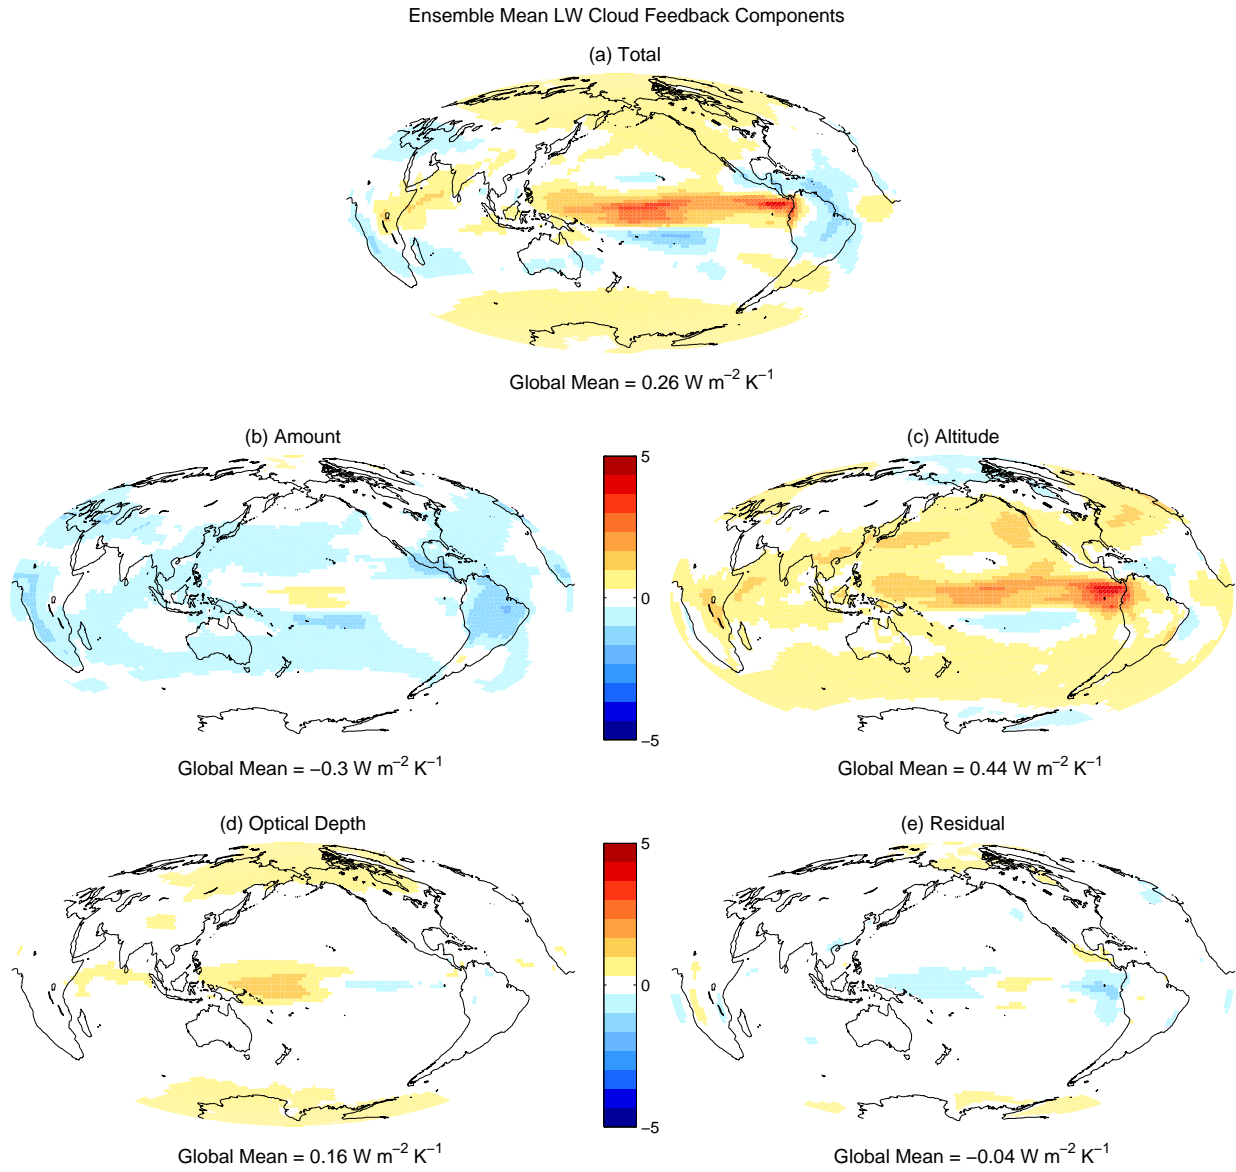 Ensemble Mean LW Cloud Feedback Components
(a) Total
Global Mean = 0.26 W m⁻² K⁻¹
(b) Amount
(c) Altitude
5
0
−5
Global Mean = −0.3 W m⁻² K⁻¹
Global Mean = 0.44 W m⁻² K⁻¹
(d) Optical Depth
(e) Residual
5
0
−5
Global Mean = 0.16 W m⁻² K⁻¹
Global Mean = −0.04 W m⁻² K⁻¹